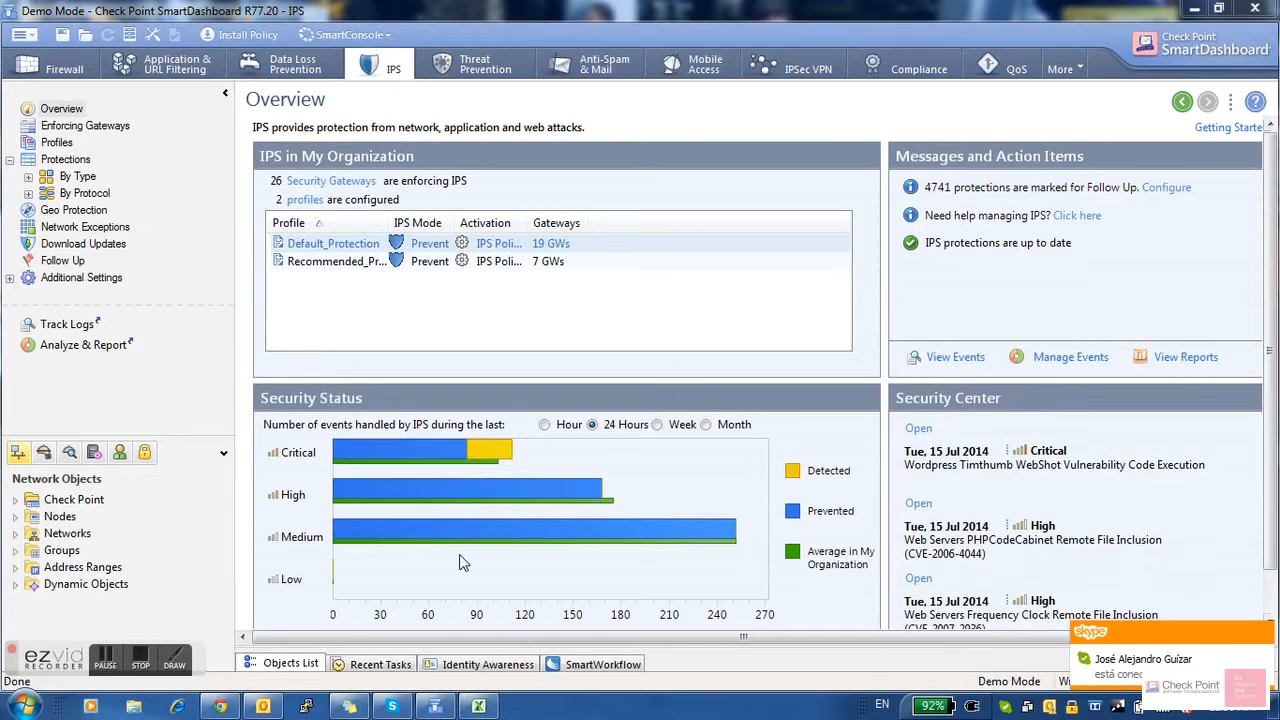 Demo Mode - Check Point SmartDashboard R77.20 - IPS
Install Policy
SmartConsole
Check Point
SmartDashboard
Firewall
Application &
URL Filtering
Data Loss
Prevention
IPS
Threat
Prevention
Anti-Spam
& Mail
Mobile
Access
IPSec VPN
Compliance
QoS
More
Overview
Enforcing Gateways
Profiles
Protections
By Type
By Protocol
Geo Protection
Network Exceptions
Download Updates
Follow Up
Additional Settings
Track Logs
Analyze & Report
Network Objects
Check Point
Nodes
Networks
Groups
Address Ranges
Dynamic Objects
Overview
IPS provides protection from network, application and web attacks.
Getting Starte
IPS in My Organization
26 Security Gateways are enforcing IPS
2 profiles are configured
Profile IPS Mode Activation Gateways
Default_Protection Prevent IPS Poli... 19 GWs
Recommended_Pr... Prevent IPS Poli... 7 GWs
Messages and Action Items
4741 protections are marked for Follow Up. Configure
Need help managing IPS? Click here
IPS protections are up to date
View Events Manage Events View Reports
Security Status
Number of events handled by IPS during the last: Hour 24 Hours Week Month
Critical
High
Medium
Low
0 30 60 90 120 150 180 210 240 270
Detected
Prevented
Average in My
Organization
Security Center
Open
Tue, 15 Jul 2014 Critical
Wordpress Timthumb WebShot Vulnerability Code Execution
Open
Tue, 15 Jul 2014 High
Web Servers PHPCodeCabinet Remote File Inclusion
(CVE-2006-4044)
Open
Tue, 15 Jul 2014 High
Web Servers Frequency Clock Remote File Inclusion
(CVE-2007-2936)
Objects List Recent Tasks Identity Awareness SmartWorkflow
ezvid
RECORDER
PAUSE STOP DRAW
Done
Demo Mode
skype
José Alejandro Guízar
está conec
Check Point
SOFTWARE TECHNOLOGIES LTD.
EN
92%